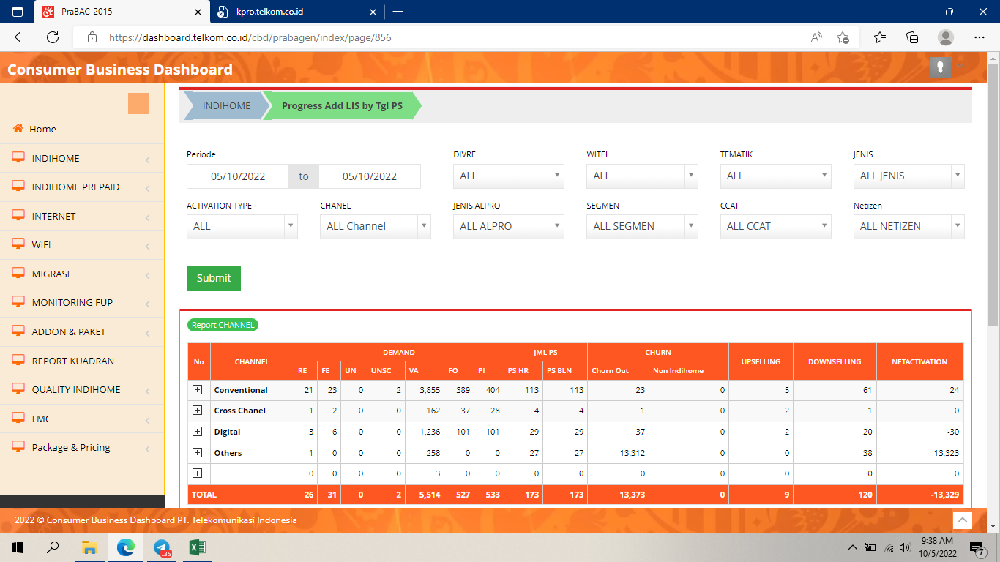 PraBAC-2015
kpro.telkom.co.id
https://dashboard.telkom.co.id/cbd/prabagen/index/page/856
Consumer Business Dashboard
Home
INDIHOME
INDIHOME PREPAID
INTERNET
WIFI
MIGRASI
MONITORING FUP
ADDON & PAKET
REPORT KUADRAN
QUALITY INDIHOME
FMC
Package & Pricing
INDIHOME Progress Add LIS by Tgl PS
Periode DIVRE WITEL TEMATIK JENIS
05/10/2022 to 05/10/2022 ALL ALL ALL ALL JENIS
ACTIVATION TYPE CHANEL JENIS ALPRO SEGMEN CCAT Netizen
ALL ALL Channel ALL ALPRO ALL SEGMEN ALL CCAT ALL NETIZEN
Submit
Report CHANNEL
No CHANNEL DEMAND JML PS CHURN UPSELLING DOWNSELLING NETACTIVATION
RE FE UN UNSC VA FO PI PS HR PS BLN Churn Out Non Indihome
Conventional 21 23 0 2 3,855 389 404 113 113 23 0 5 61 24
Cross Chanel 1 2 0 0 162 37 28 4 4 1 0 2 1 0
Digital 3 6 0 0 1,236 101 101 29 29 37 0 2 20 -30
Others 1 0 0 0 258 0 0 27 27 13,312 0 0 38 -13,323
0 0 0 0 3 0 0 0 0 0 0 0 0 0
TOTAL 26 31 0 2 5,514 527 533 173 173 13,373 0 9 120 -13,329
2022 © Consumer Business Dashboard PT. Telekomunikasi Indonesia
35
9:38 AM
10/5/2022
7